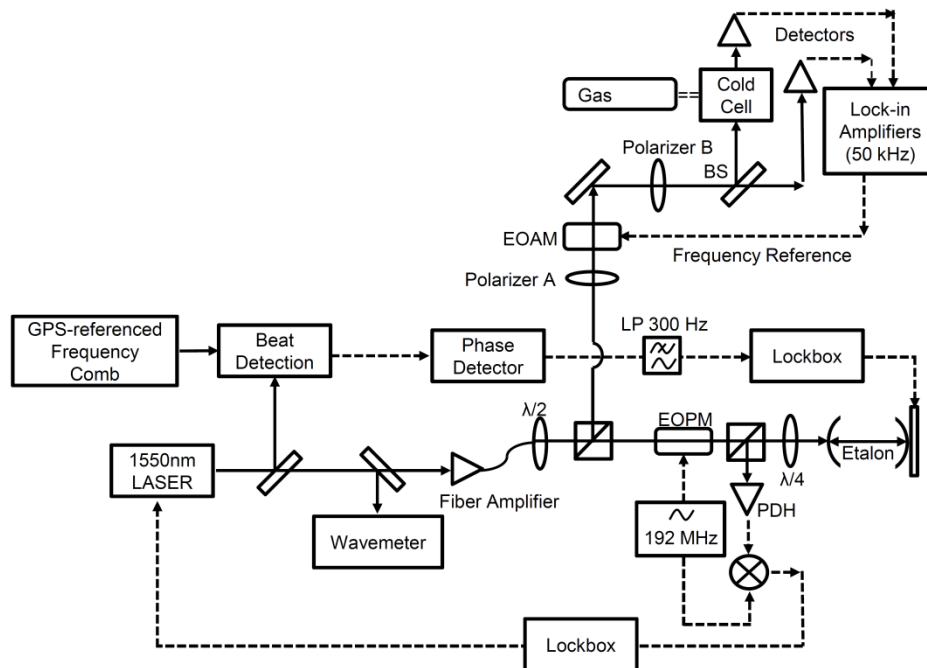 Detectors
Gas
Cold
Cell
Lock-in
Amplifiers
(50 kHz)
Polarizer B
BS
EOAM
Frequency Reference
Polarizer A
GPS-referenced
Frequency
Comb
Beat
Detection
Phase
Detector
LP 300 Hz
Lockbox
λ/2
EOPM
Etalon
1550nm
LASER
Fiber Amplifier
λ/4
PDH
Wavemeter
192 MHz
Lockbox